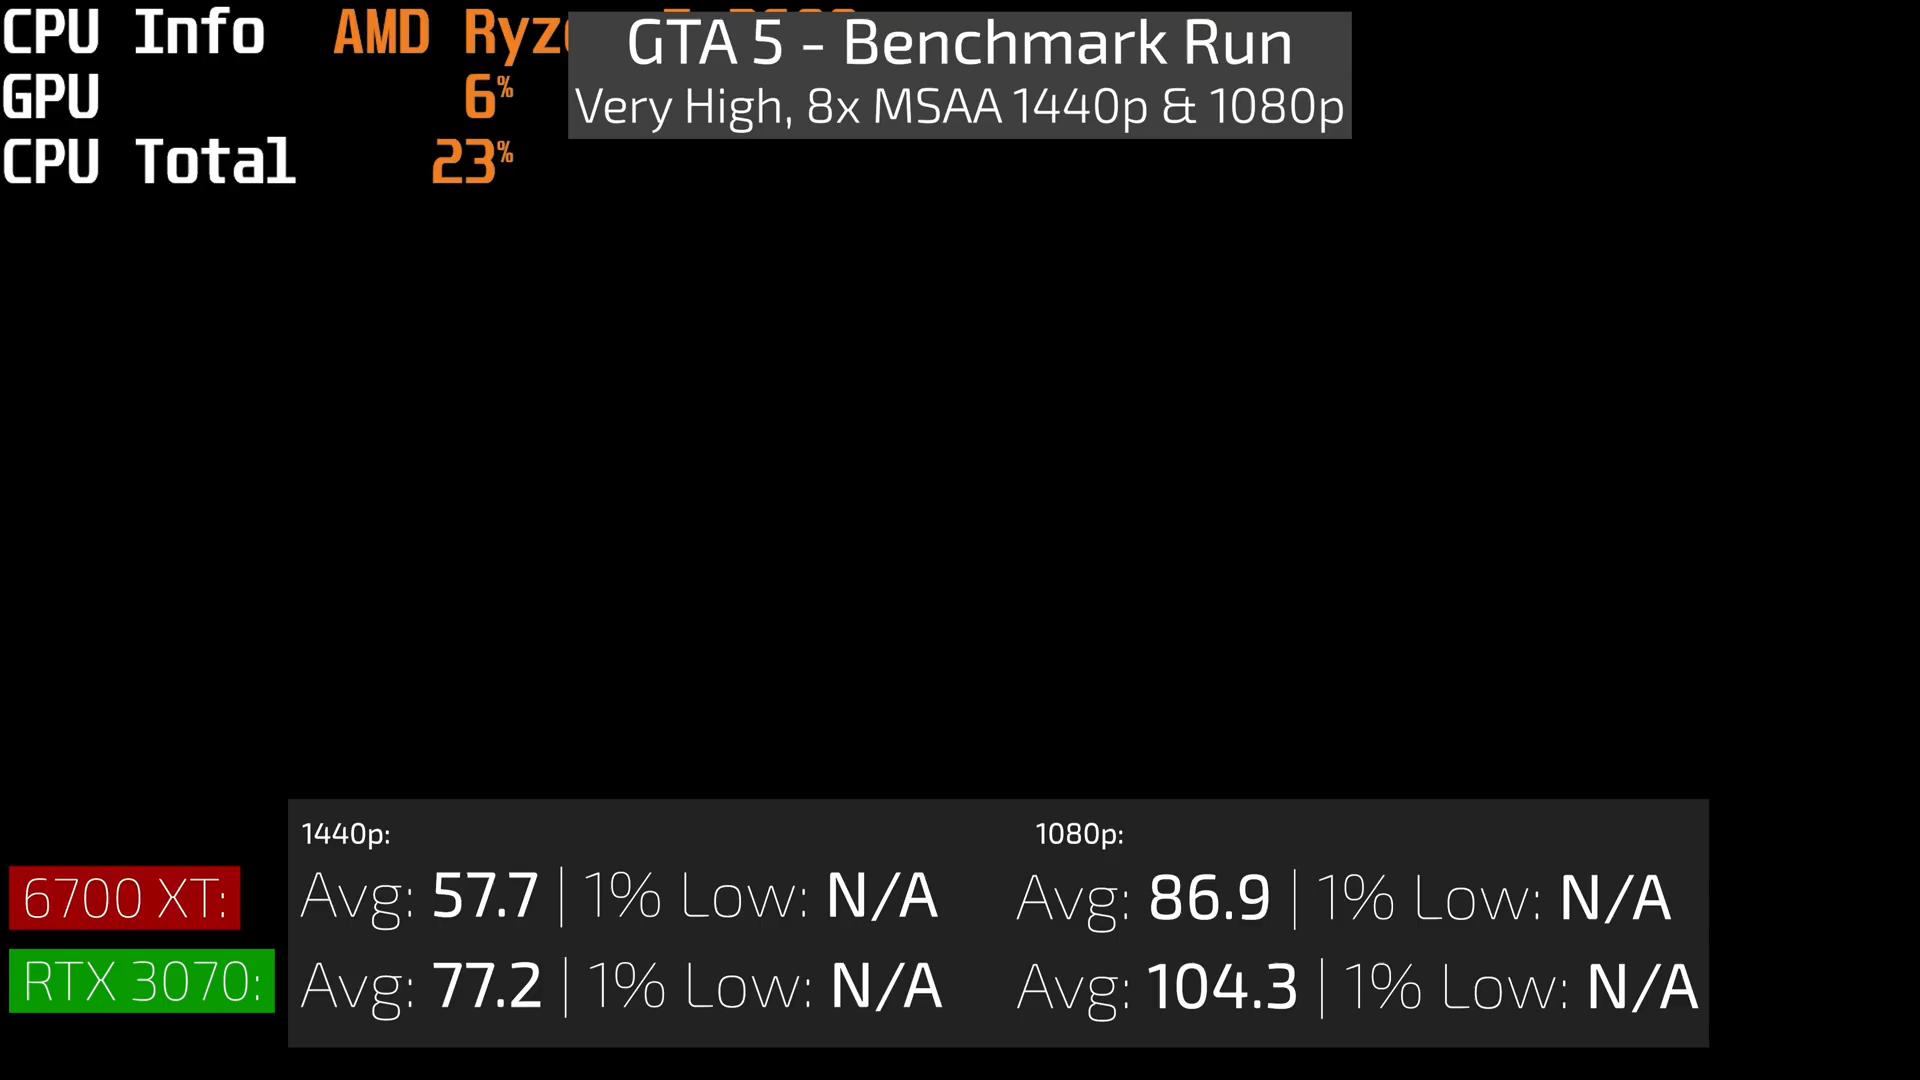 CPU Info AMD
GPU 6%
CPU Total 23%
GTA 5 - Benchmark Run
Very High, 8x MSAA 1440p & 1080p
1440p: 1080p:
6700 XT: Avg: 57.7 | 1% Low: N/A Avg: 86.9 | 1% Low: N/A
RTX 3070: Avg: 77.2 | 1% Low: N/A Avg: 104.3 | 1% Low: N/A